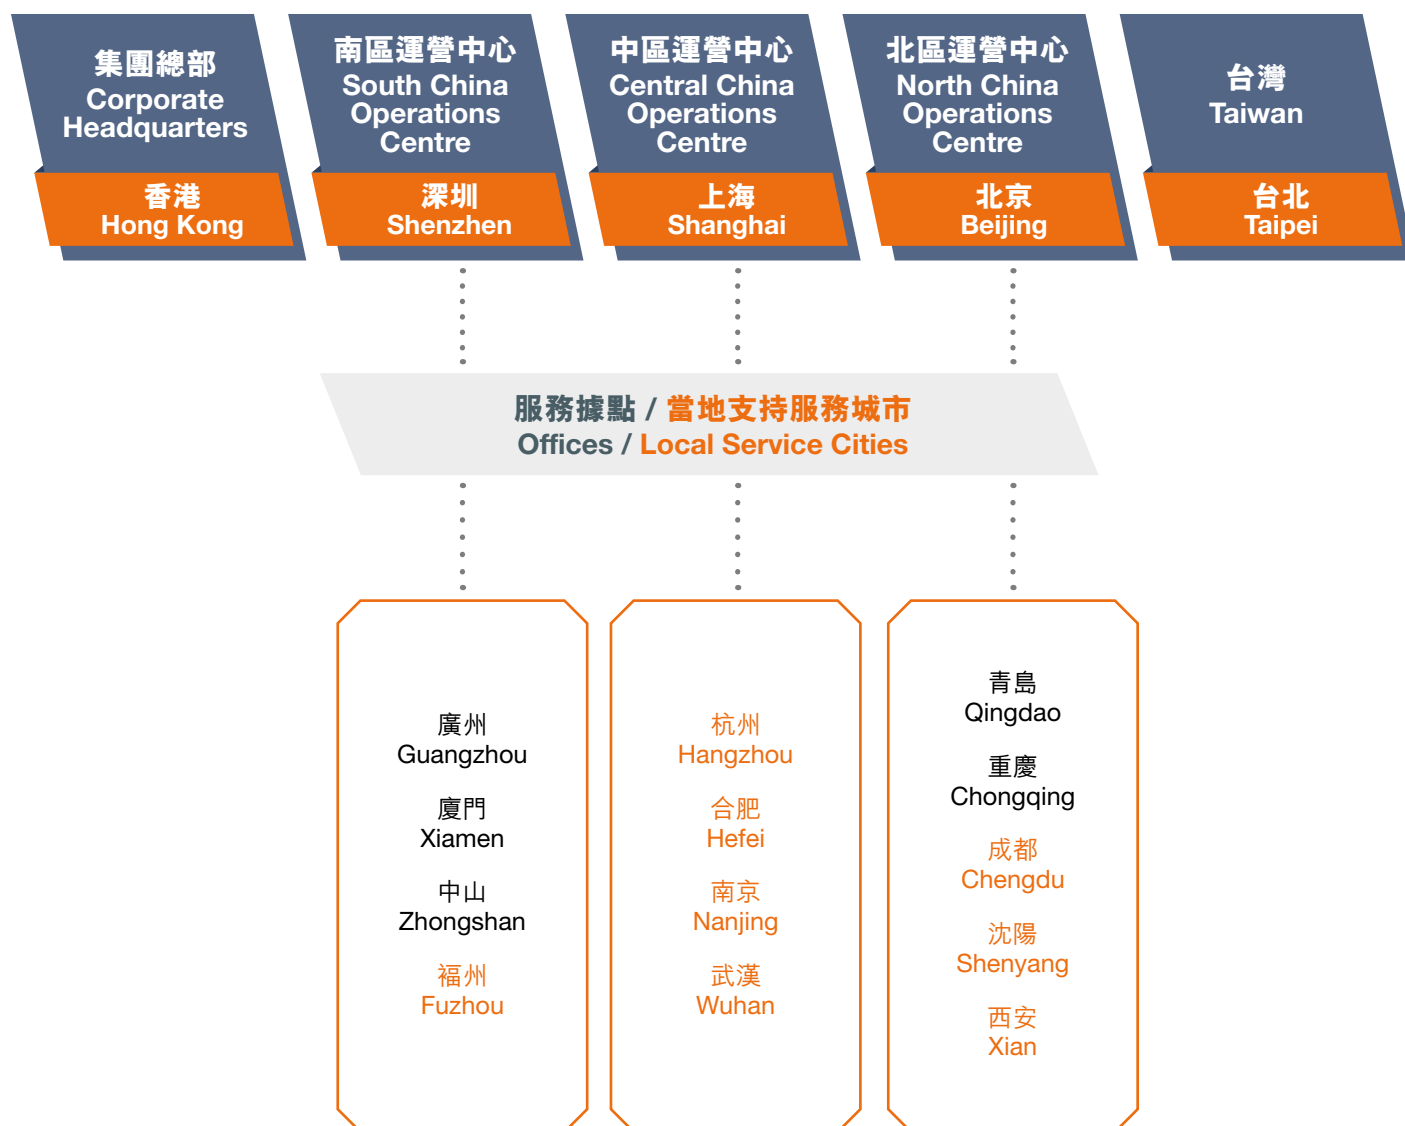 集團總部
Corporate
Headquarters
香港
Hong Kong
南區運營中心
South China
Operations
Centre
深圳
Shenzhen
中區運營中心
Central China
Operations
Centre
上海
Shanghai
北區運營中心
North China
Operations
Centre
北京
Beijing
台灣
Taiwan
台北
Taipei
服務據點 / 當地支持服務城市
Offices / Local Service Cities
廣州
Guangzhou
廈門
Xiamen
中山
Zhongshan
福州
Fuzhou
杭州
Hangzhou
合肥
Hefei
南京
Nanjing
武漢
Wuhan
青島
Qingdao
重慶
Chongqing
成都
Chengdu
沈陽
Shenyang
西安
Xian